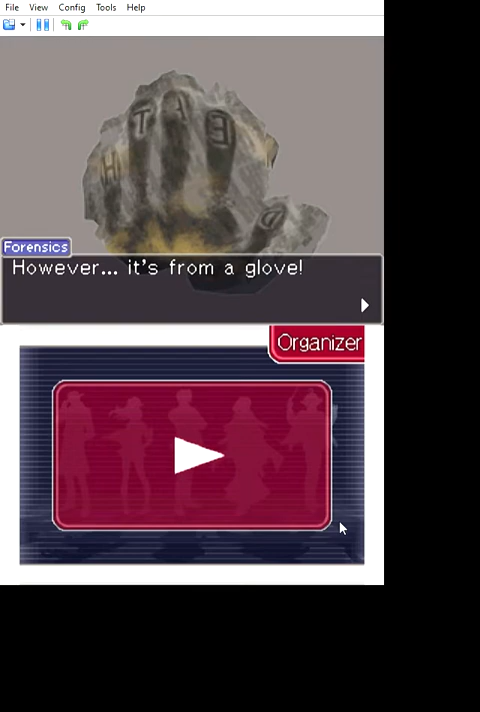 File View Config Tools Help
H T A E D
Forensics
However... it's from a glove!
Organizer